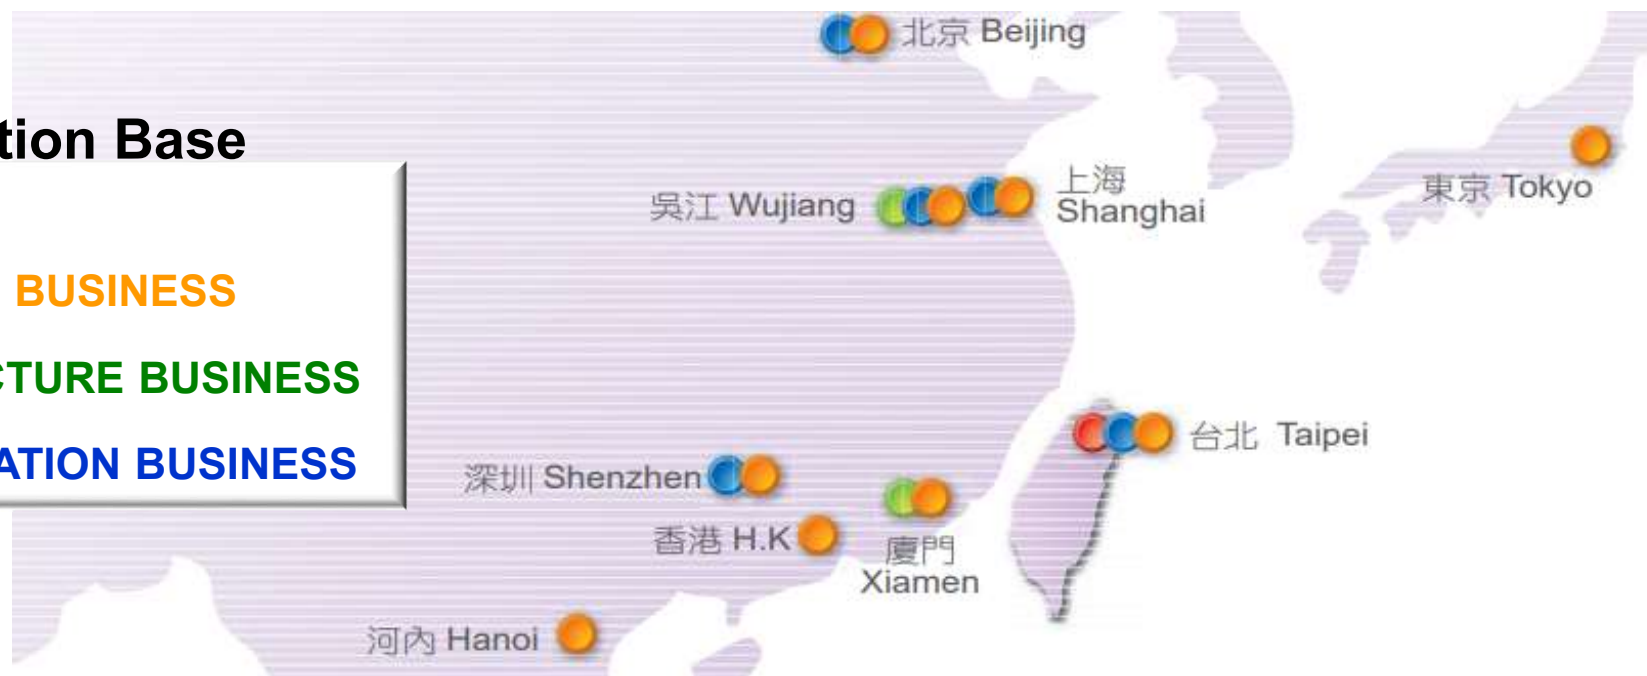 北京 Beijing
tion Base
上海
Shanghai
吳江 Wujiang
東京 Tokyo
BUSINESS
CTURE BUSINESS
ATION BUSINESS
台北 Taipei
深圳 Shenzhen
香港 H.K
廈門
Xiamen
河內 Hanoi